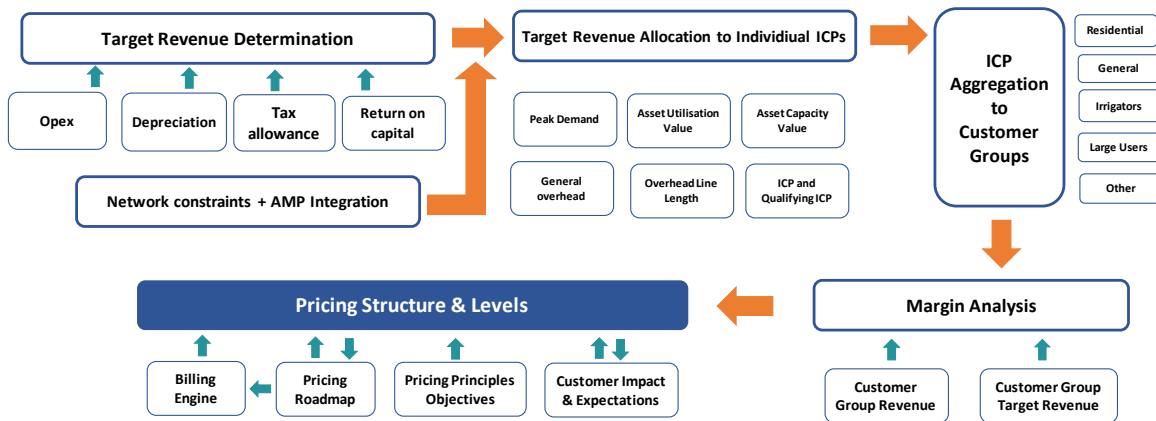 Target Revenue Determination
Opex
Depreciation
Tax
allowance
Return on
capital
Network constraints + AMP Integration
Target Revenue Allocation to Individiual ICPs
Peak Demand
Asset Utilisation
Value
Asset Capacity
Value
General
overhead
Overhead Line
Length
ICP and
Qualifying ICP
ICP
Aggregation
to
Customer
Groups
Residential
General
Irrigators
Large Users
Other
Pricing Structure & Levels
Billing
Engine
Pricing
Roadmap
Pricing Principles
Objectives
Customer Impact
& Expectations
Margin Analysis
Customer
Group Revenue
Customer Group
Target Revenue